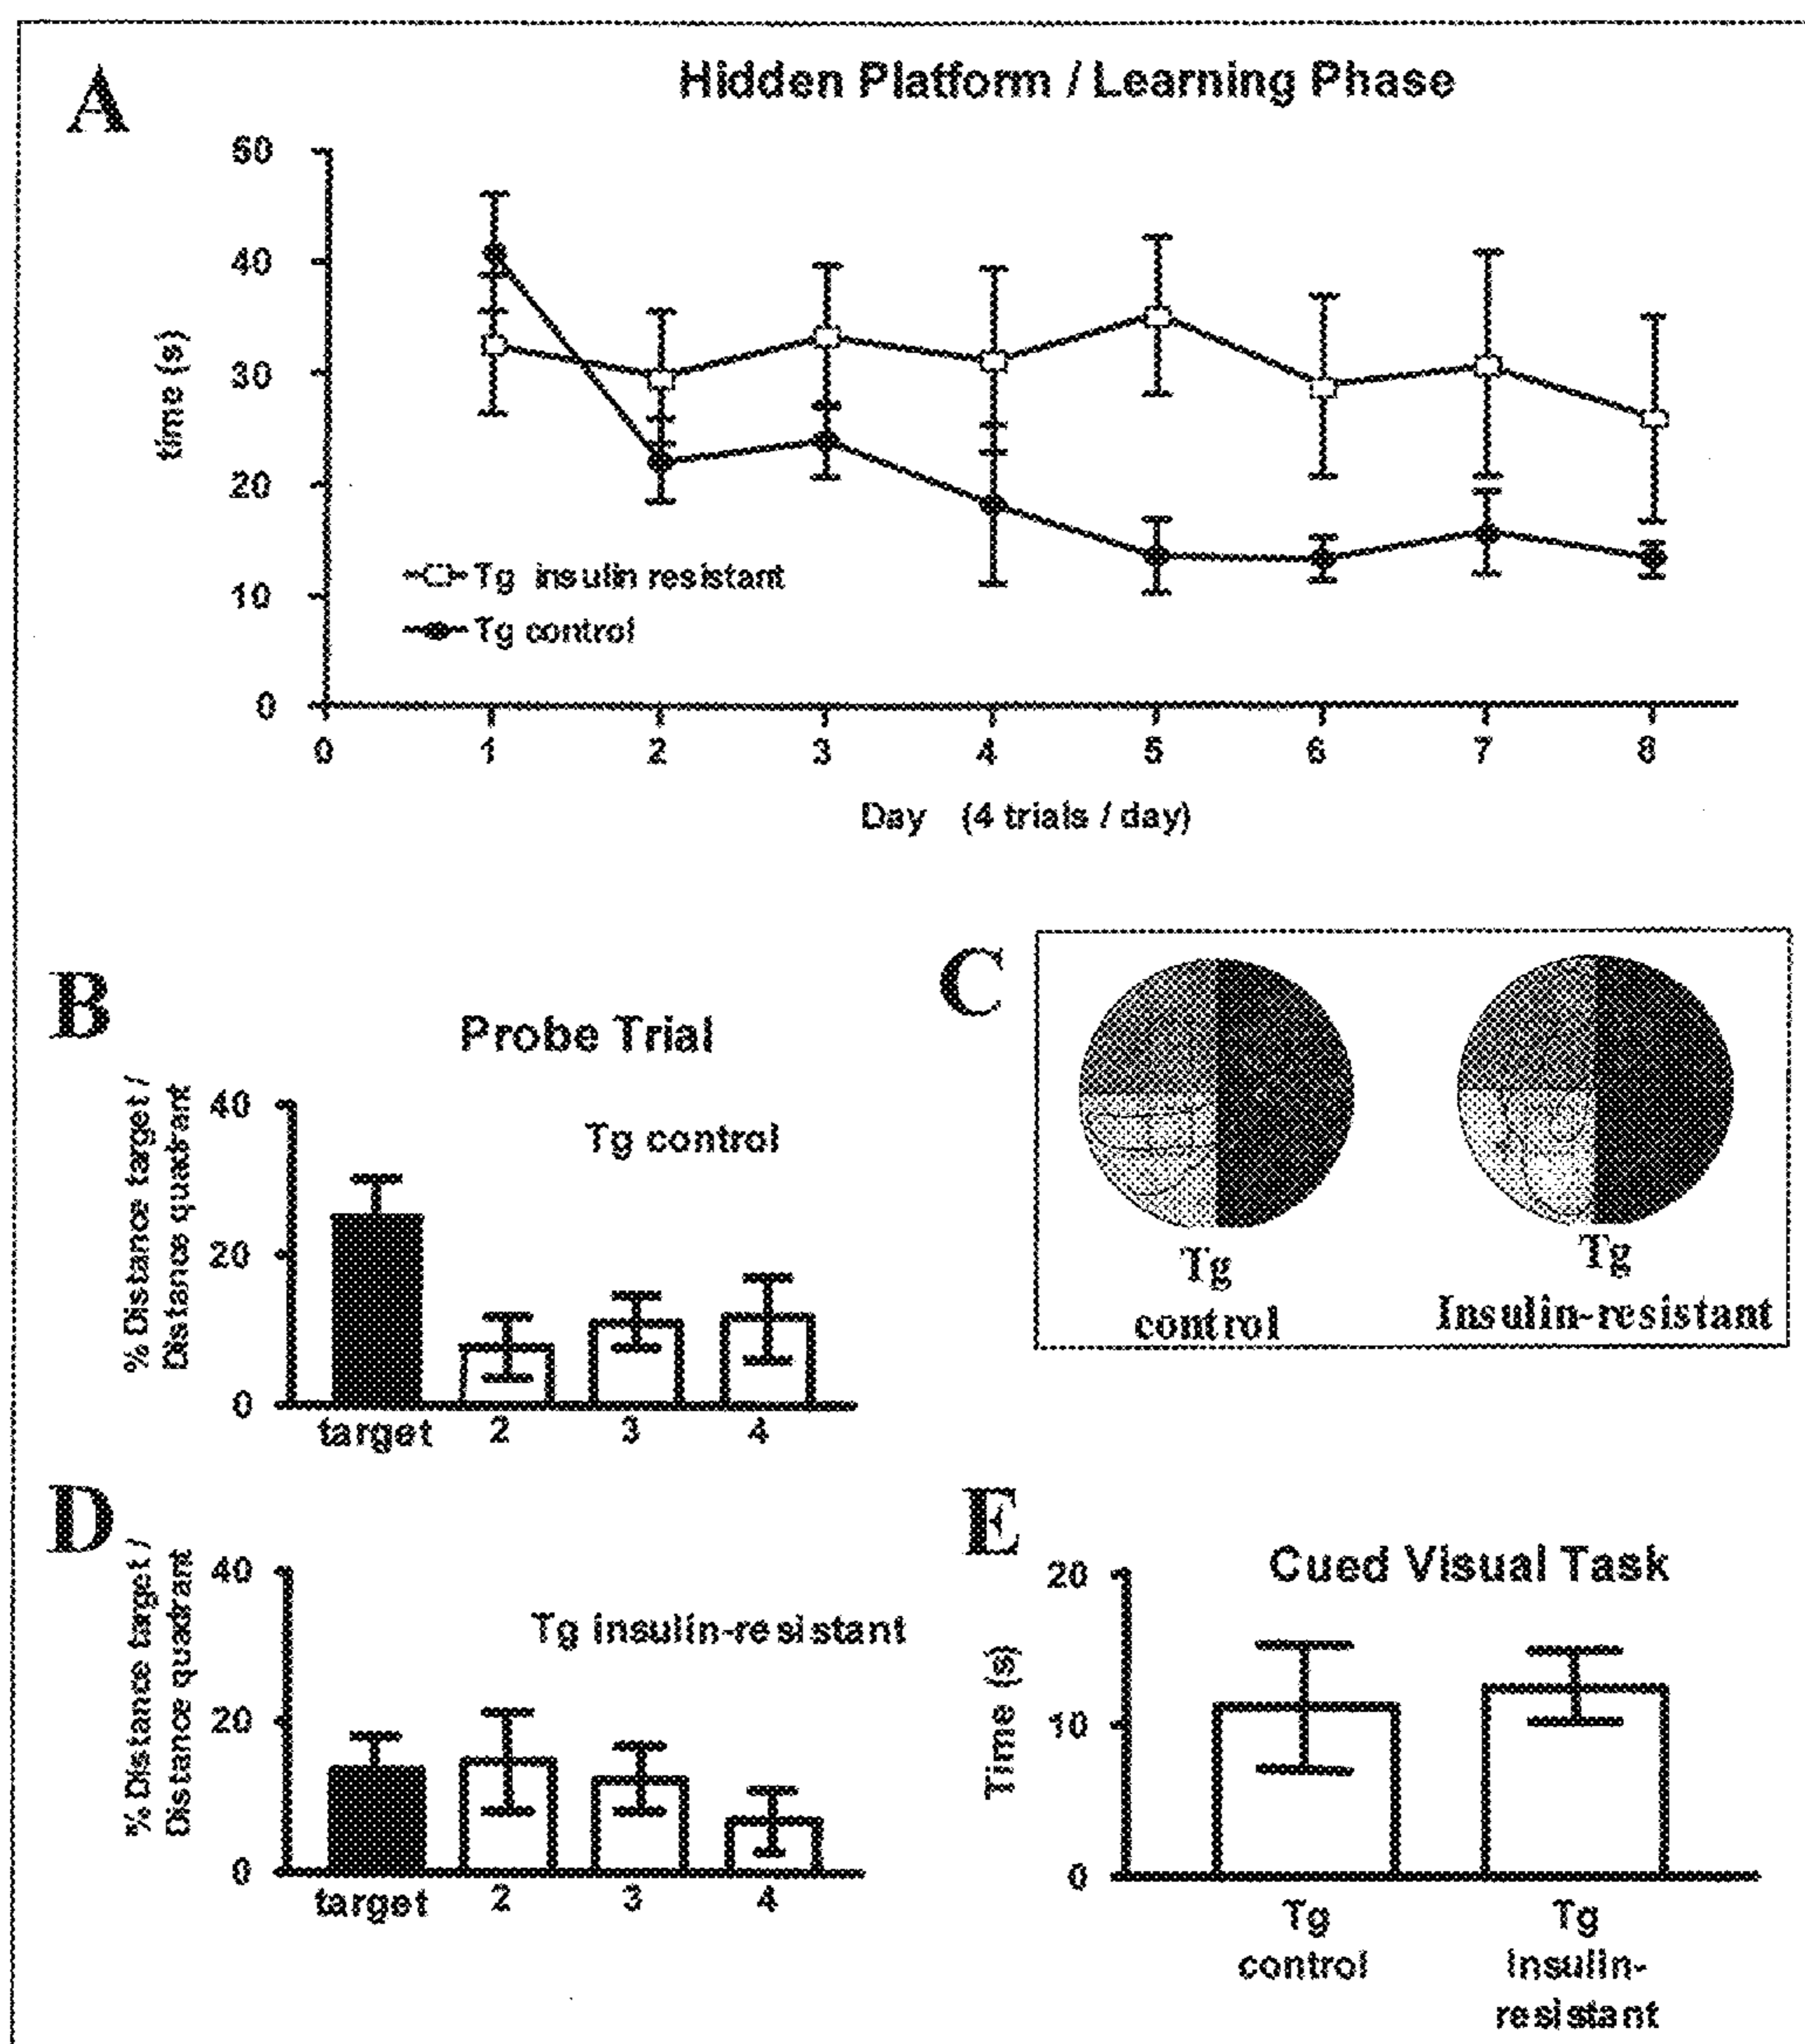 A
Hidden Platform / Learning Phase
50
40
30
20
10
0
time (s)
Tg insulin resistant
Tg control
0 1 2 3 4 5 6 7 8
Day (4 trials / day)
B
Probe Trial
% Distance target /
Distance quadrant
40
20
0
Tg control
target 2 3 4
C
Tg
control
Tg
Insulin-resistant
D
% Distance target /
Distance quadrant
40
20
0
Tg insulin-resistant
target 2 3 4
E
Cued Visual Task
Time (s)
20
10
0
Tg
control
Tg
insulin-
resistant